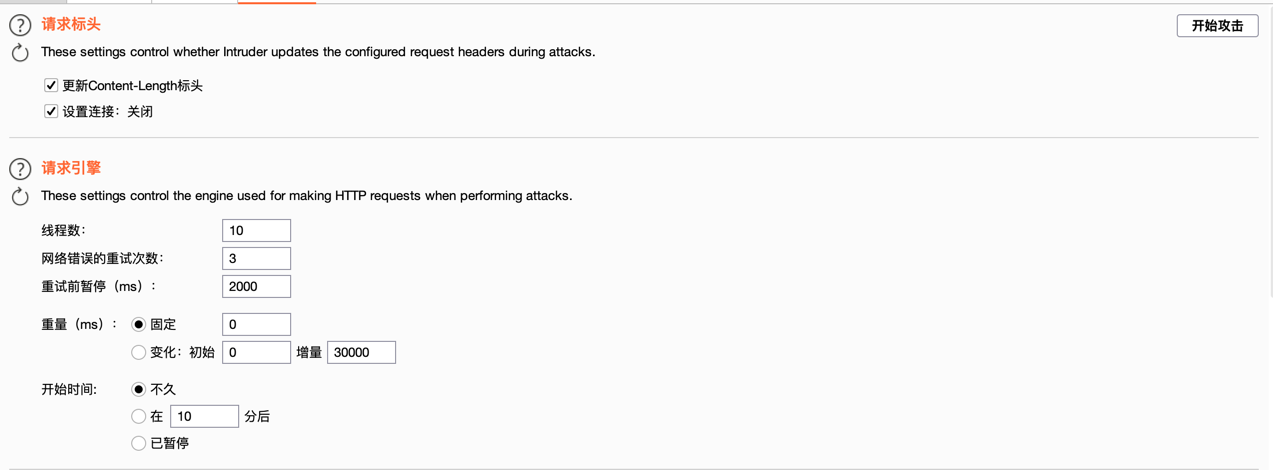 请求标头
开始攻击
These settings control whether Intruder updates the configured request headers during attacks.
更新Content-Length标头
设置连接：关闭
请求引擎
These settings control the engine used for making HTTP requests when performing attacks.
线程数： 10
网络错误的重试次数： 3
重试前暂停（ms）： 2000
重量（ms）： 固定 0
变化：初始 0 增量 30000
开始时间: 不久
在 10 分后
已暂停